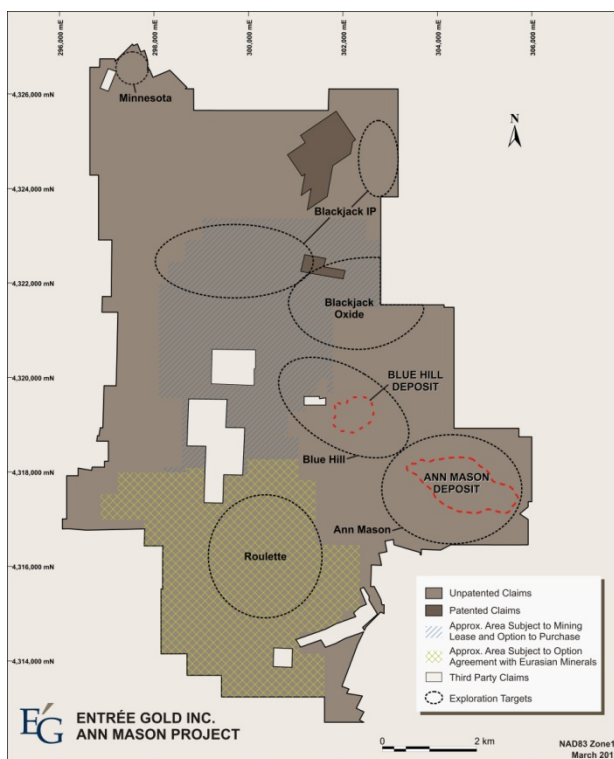 296,000 mE
298,000 mE
300,000 mE
302,000 mE
304,000 mE
306,000 mE
4,326,000 mN
Minnesota
N
4,324,000 mN
Blackjack IP
4,322,000 mN
Blackjack
Oxide
4,320,000 mN
BLUE HILL
DEPOSIT
Blue Hill
4,318,000 mN
ANN MASON
DEPOSIT
Ann Mason
4,316,000 mN
Roulette
4,314,000 mN
Unpatented Claims
Patented Claims
Approx. Area Subject to Mining
Lease and Option to Purchase
Approx. Area Subject to Option
Agreement with Eurasian Minerals
Third Party Claims
Exploration Targets
EG
ENTRÉE GOLD INC.
ANN MASON PROJECT
0 2 km
NAD83 Zone1
March 201